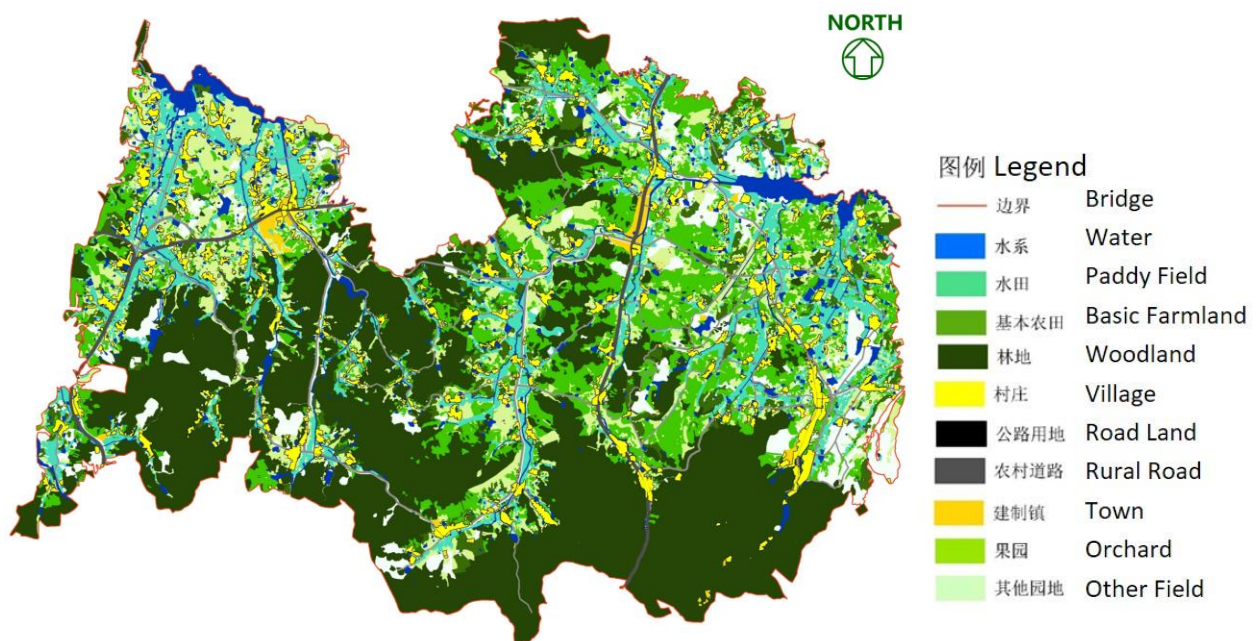 NORTH
图例 Legend
边界 Bridge
水系 Water
水田 Paddy Field
基本农田 Basic Farmland
林地 Woodland
村庄 Village
公路用地 Road Land
农村道路 Rural Road
建制镇 Town
果园 Orchard
其他园地 Other Field